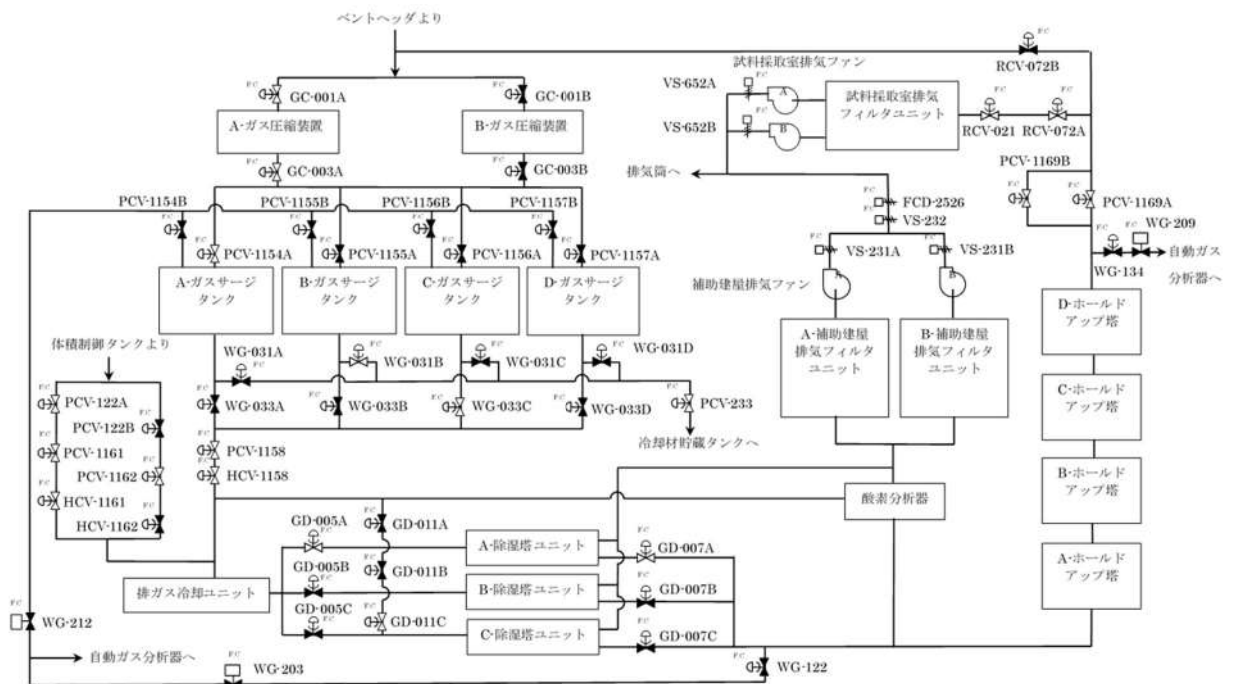 ベントヘッダより
F.C
RCV-072B
試料採取室排気ファン
F.C
VS-652A
A
試料採取室排気
フィルタユニット
F.C
F.C
RCV-021
RCV-072A
F.C
VS-652B
B
F.C
GC-001A
F.C
GC-001B
A-ガス圧縮装置
B-ガス圧縮装置
F.C
GC-003A
F.C
GC-003B
排気筒へ
PCV-1169B
F.C
F.C
PCV-1169A
PCV-1154B
PCV-1155B
PCV-1156B
PCV-1157B
F.C
F.C
F.C
F.C
F.C
FCD-2526
F.C
VS-232
F.C
PCV-1154A
F.C
PCV-1155A
F.C
PCV-1156A
F.C
PCV-1157A
F.C
VS-231A
F.C
VS-231B
F.C
F.C
WG-209
WG-134
自動ガス
分析器へ
A-ガスサージ
タンク
B-ガスサージ
タンク
C-ガスサージ
タンク
D-ガスサージ
タンク
補助建屋排気ファン
A
B
D-ホールド
アップ塔
A-補助建屋
排気フィルタ
ユニット
B-補助建屋
排気フィルタ
ユニット
体積制御タンクより
WG-031A
F.C
F.C
WG-031B
F.C
WG-031C
WG-031D
F.C
F.C
PCV-122A
F.C
PCV-122B
F.C
WG-033A
F.C
WG-033B
F.C
WG-033C
F.C
WG-033D
F.C
PCV-233
C-ホールド
アップ塔
冷却材貯蔵タンクへ
F.C
PCV-1161
F.C
PCV-1162
F.C
PCV-1158
F.C
HCV-1158
B-ホールド
アップ塔
F.C
HCV-1161
F.C
HCV-1162
酸素分析器
GD-005A
F.C
F.C
GD-011A
A-除湿塔ユニット
F.C
GD-007A
A-ホールド
アップ塔
排ガス冷却ユニット
GD-005B
F.C
F.C
GD-011B
B-除湿塔ユニット
F.C
GD-007B
GD-005C
F.C
F.C
GD-011C
C-除湿塔ユニット
F.C
GD-007C
F.C
WG-212
自動ガス分析器へ
F.C
WG-203
F.C
WG-122